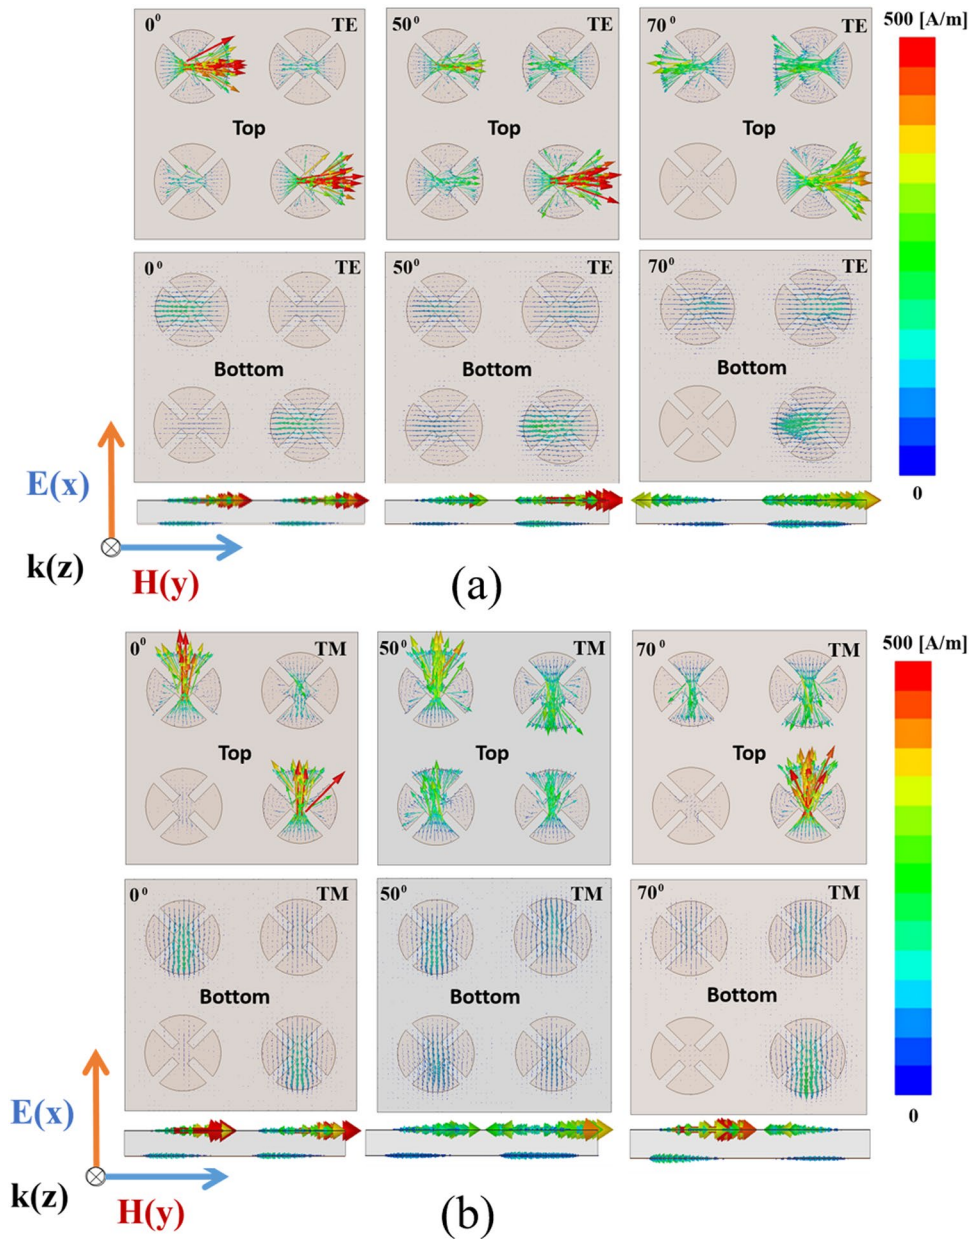 0⁰ TE 50⁰ TE 70⁰ TE 500 [A/m]
Top Top Top
0⁰ TE 50⁰ TE 70⁰ TE
Bottom Bottom Bottom
E(x)
0
k(z)
H(y)
(a)
0⁰ TM 50⁰ TM 70⁰ TM 500 [A/m]
Top Top Top
0⁰ TM 50⁰ TM 70⁰ TM
Bottom Bottom Bottom
E(x)
0
k(z)
H(y)
(b)